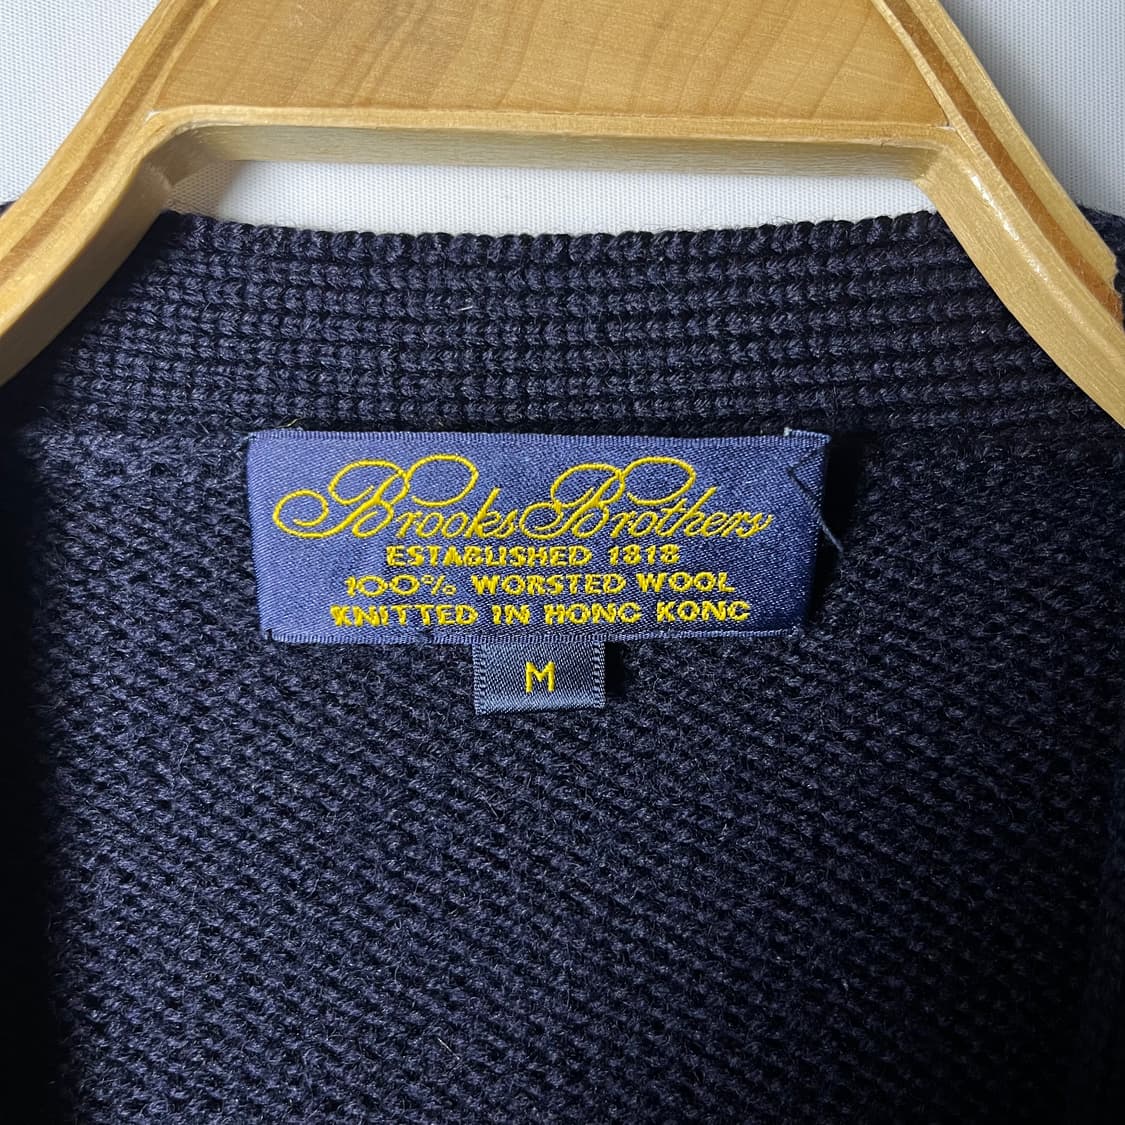 Brooks Brothers
ESTABLISHED 1818
100% WORSTED WOOL
KNITTED IN HONG KONG
M